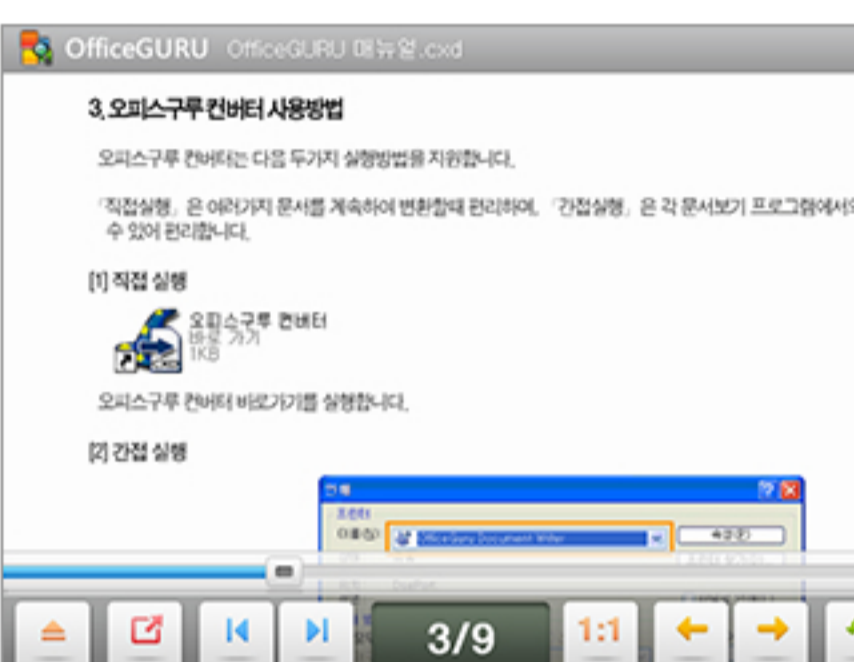 OfficeGURU OfficeGURU 매뉴얼.cxd
3. 오피스구루 컨버터 사용방법
오피스구루 컨버터는 다음 두가지 실행방법을 지원합니다.
「직접실행」은 여러가지 문서를 계속하여 변환할때 편리하며, 「간접실행」은 각 문서보기 프로그램에서
수 있어 편리합니다.
[1] 직접 실행
오피스구루 컨버터
바로 가기
1KB
오피스구루 컨버터 바로가기를 실행합니다.
[2] 간접 실행
인쇄
프린터
이름(N): OfficeGuru Document Writer 속성(P)
3/9 1:1